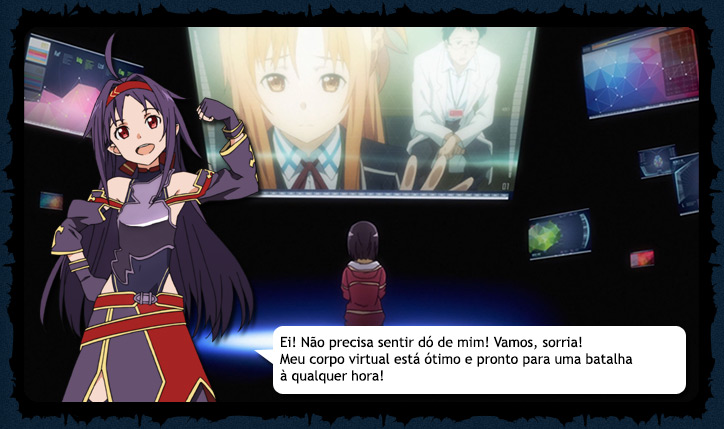 01
Ei! Não precisa sentir dó de mim! Vamos, sorria!
Meu corpo virtual está ótimo e pronto para uma batalha
à qualquer hora!